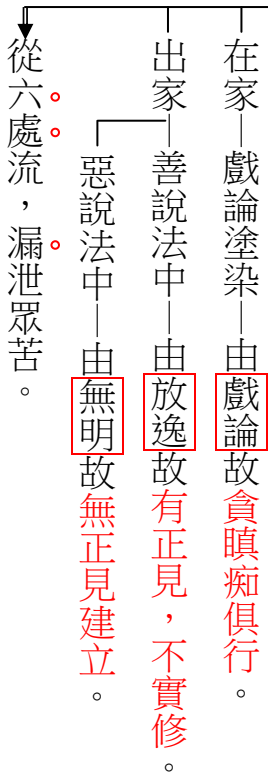 在家—戲論塗染—由戲論故貪瞋痴俱行。
出家—善說法中—由放逸故有正見，不實修。
惡說法中—由無明故無正見建立。
從六處流，漏泄眾苦。